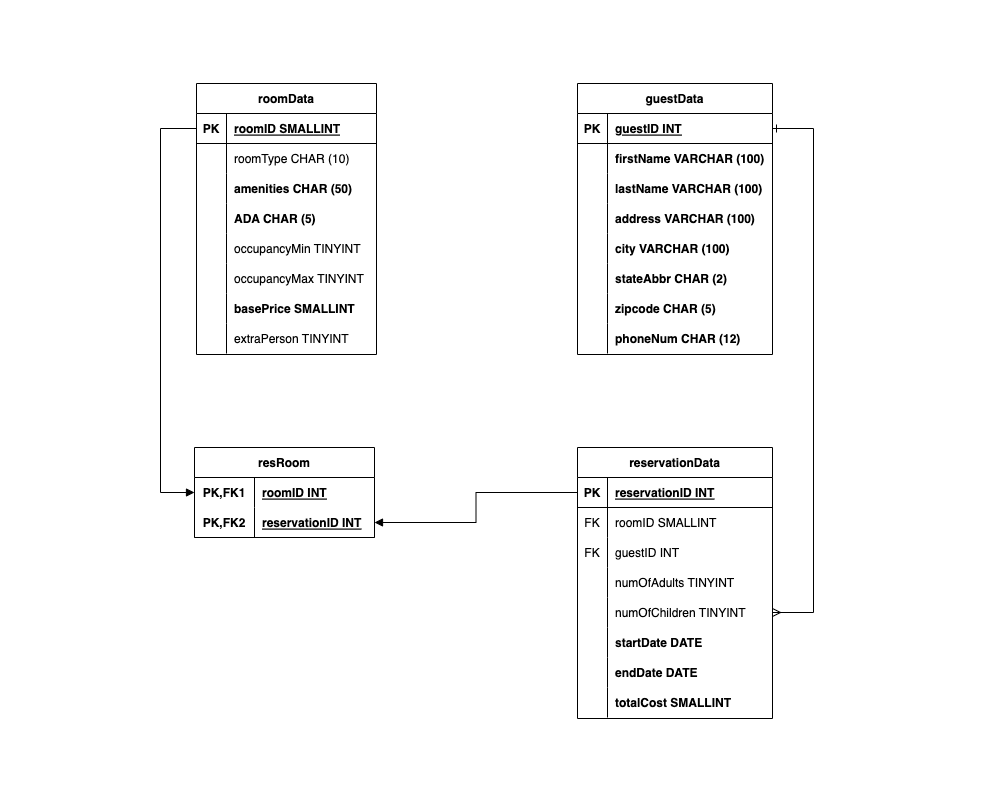 roomData
PK roomID SMALLINT
roomType CHAR (10)
amenities CHAR (50)
ADA CHAR (5)
occupancyMin TINYINT
occupancyMax TINYINT
basePrice SMALLINT
extraPerson TINYINT
guestData
PK guestID INT
firstName VARCHAR (100)
lastName VARCHAR (100)
address VARCHAR (100)
city VARCHAR (100)
stateAbbr CHAR (2)
zipcode CHAR (5)
phoneNum CHAR (12)
resRoom
PK,FK1 roomID INT
PK,FK2 reservationID INT
reservationData
PK reservationID INT
FK roomID SMALLINT
FK guestID INT
numOfAdults TINYINT
numOfChildren TINYINT
startDate DATE
endDate DATE
totalCost SMALLINT